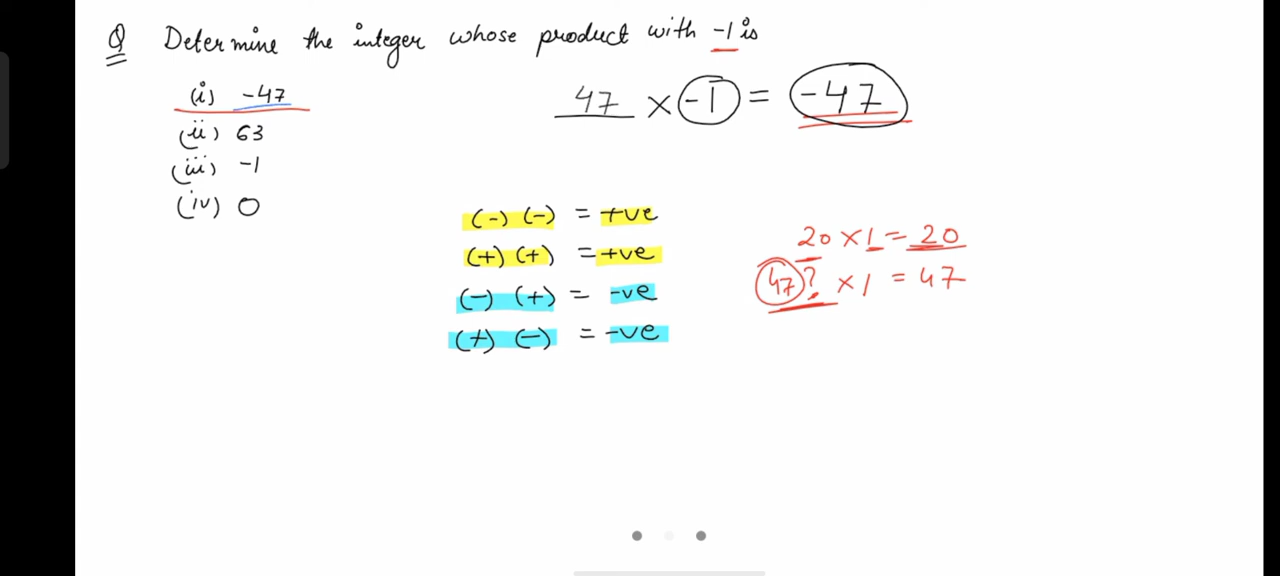 Q Determine the integer whose product with -1 is
(i) -47
47 × -1 = -47
(ii) 63
(iii) -1
(iv) 0
(-) (-) = +ve
(+) (+) = +ve
(-) (+) = -ve
(+) (-) = -ve
20 × 1 = 20
47 ? × 1 = 47